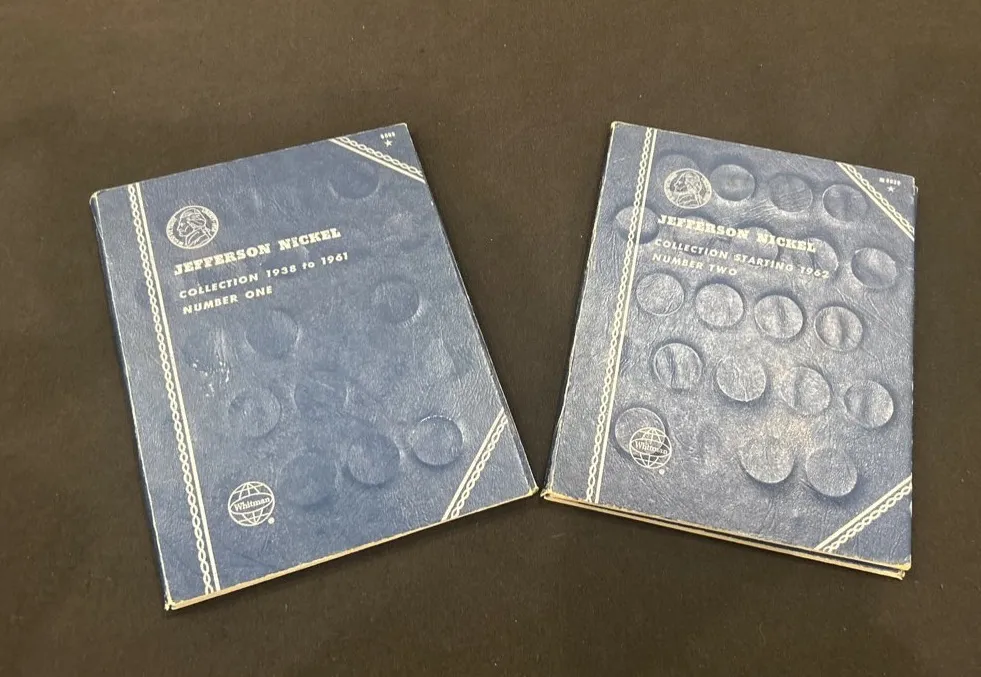 JEFFERSON NICKEL
COLLECTION 1938 to 1961
NUMBER ONE
Whitman
®
JEFFERSON NICKEL
COLLECTION STARTING 1962
NUMBER TWO
Whitman
®